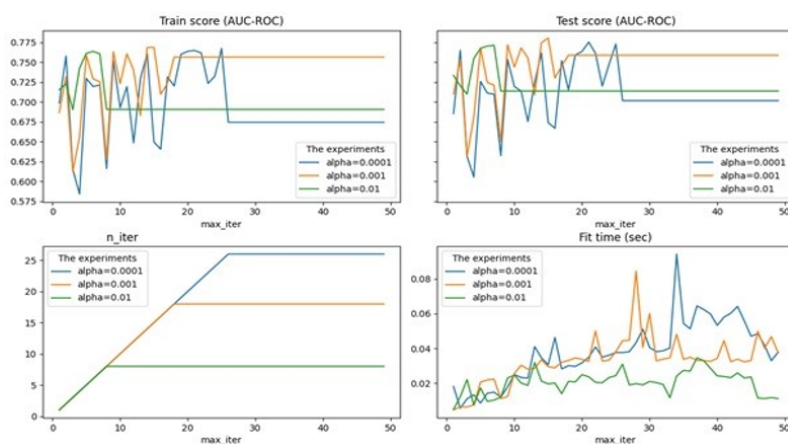 Train score (AUC-ROC)
0.775
0.750
0.725
0.700
0.675
0.650
0.625
0.600
0.575
The experiments
alpha=0.0001
alpha=0.001
alpha=0.01
0 10 20 30 40 50
max_iter
Test score (AUC-ROC)
The experiments
alpha=0.0001
alpha=0.001
alpha=0.01
0 10 20 30 40 50
max_iter
n_iter
25
20
15
10
5
0
The experiments
alpha=0.0001
alpha=0.001
alpha=0.01
0 10 20 30 40 50
max_iter
Fit time (sec)
0.08
0.06
0.04
0.02
The experiments
alpha=0.0001
alpha=0.001
alpha=0.01
0 10 20 30 40 50
max_iter